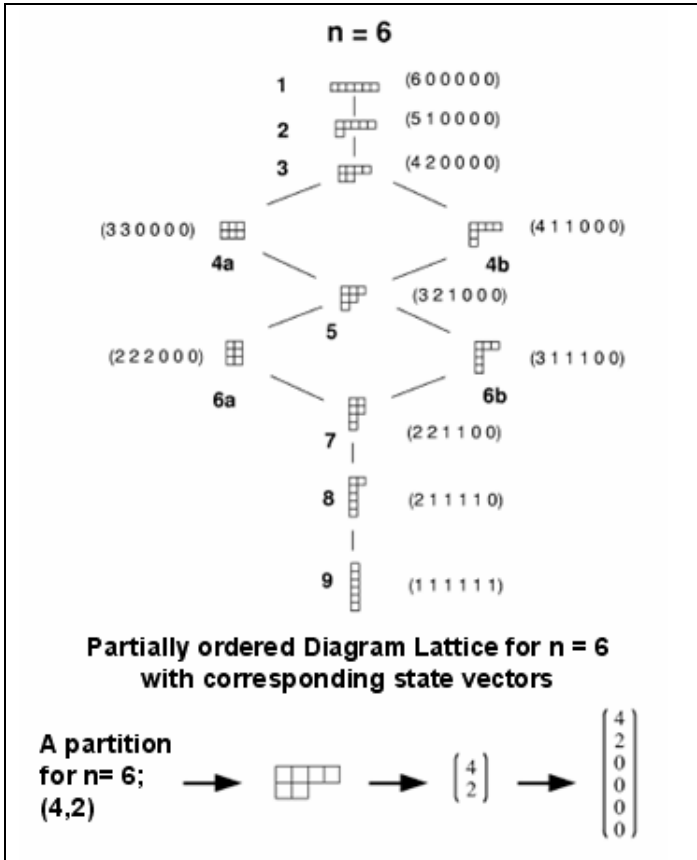 n = 6
1 (6 0 0 0 0 0)
2 (5 1 0 0 0 0)
3 (4 2 0 0 0 0)
(3 3 0 0 0 0) (4 1 1 0 0 0)
4a 4b
(3 2 1 0 0 0)
5
(2 2 2 0 0 0) (3 1 1 1 0 0)
6a 6b
7 (2 2 1 1 0 0)
8 (2 1 1 1 1 0)
9 (1 1 1 1 1 1)
Partially ordered Diagram Lattice for n = 6
with corresponding state vectors
A partition
for n= 6;
(4,2)
4
2
4
2
0
0
0
0